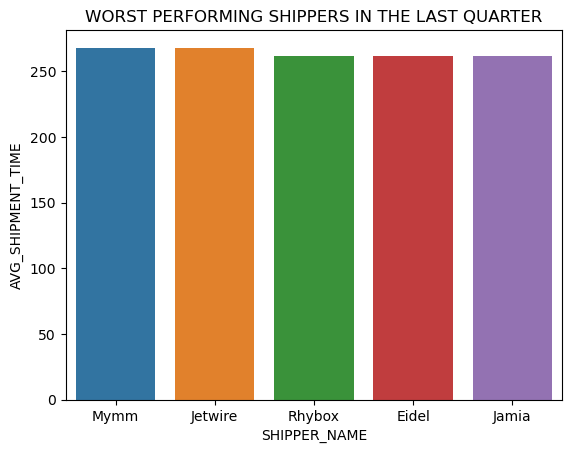 WORST PERFORMING SHIPPERS IN THE LAST QUARTER
AVG_SHIPMENT_TIME
250
200
150
100
50
0
Mymm Jetwire Rhybox Eidel Jamia
SHIPPER_NAME